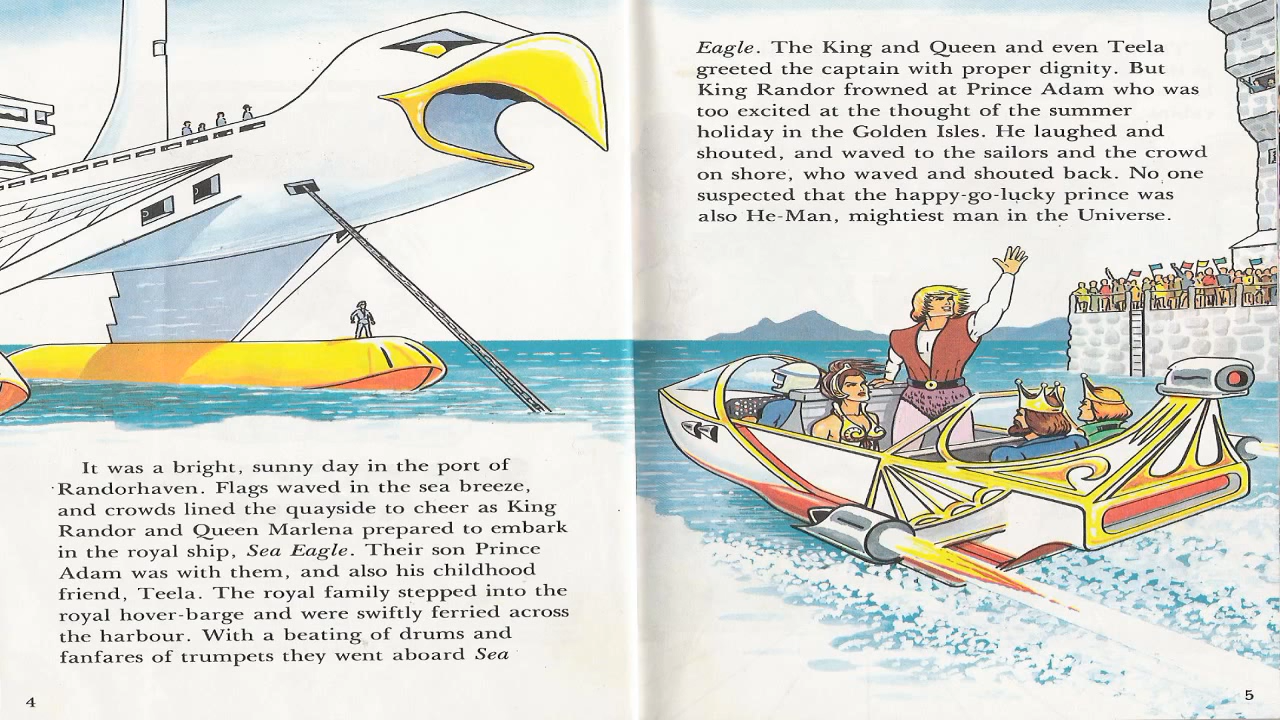 It was a bright, sunny day in the port of
Randorhaven. Flags waved in the sea breeze,
and crowds lined the quayside to cheer as King
Randor and Queen Marlena prepared to embark
in the royal ship, Sea Eagle. Their son Prince
Adam was with them, and also his childhood
friend, Teela. The royal family stepped into the
royal hover-barge and were swiftly ferried across
the harbour. With a beating of drums and
fanfares of trumpets they went aboard Sea
4
Eagle. The King and Queen and even Teela
greeted the captain with proper dignity. But
King Randor frowned at Prince Adam who was
too excited at the thought of the summer
holiday in the Golden Isles. He laughed and
shouted, and waved to the sailors and the crowd
on shore, who waved and shouted back. No one
suspected that the happy-go-lucky prince was
also He-Man, mightiest man in the Universe.
5